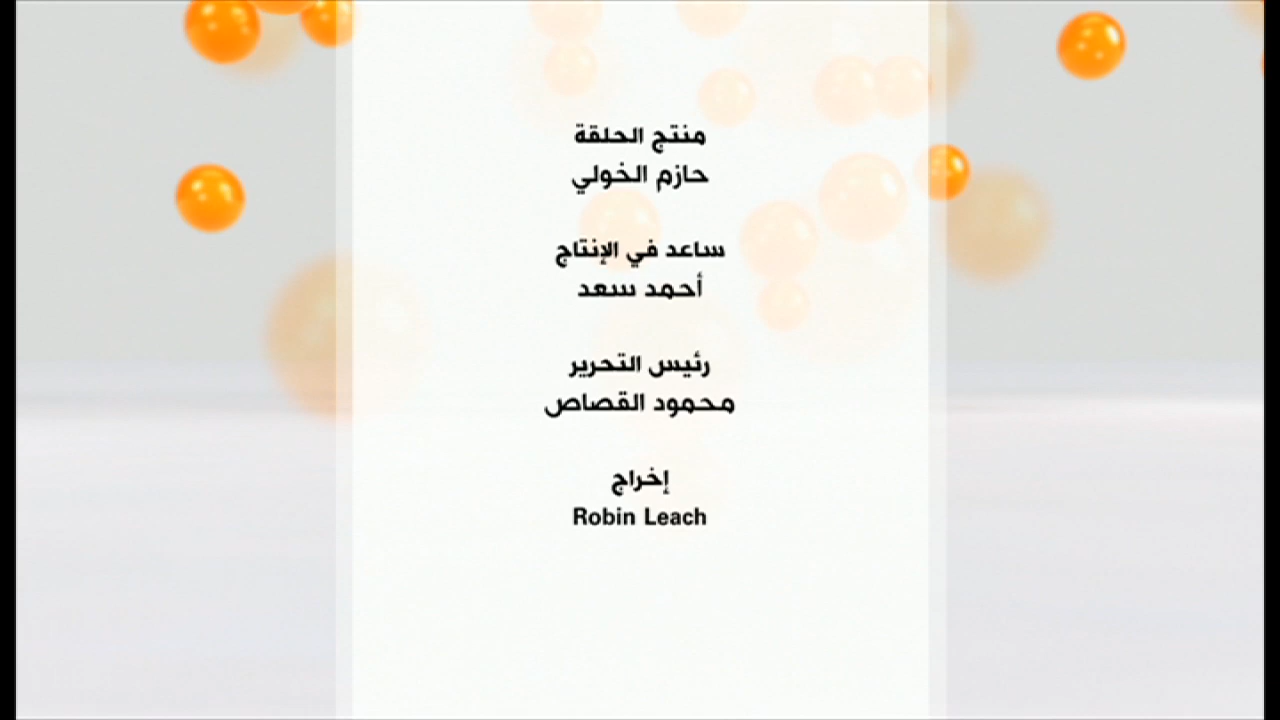 منتج الحلقة
حازم الخولي
ساعد في الإنتاج
أحمد سعد
رئيس التحرير
محمود القصاص
إخراج
Robin Leach